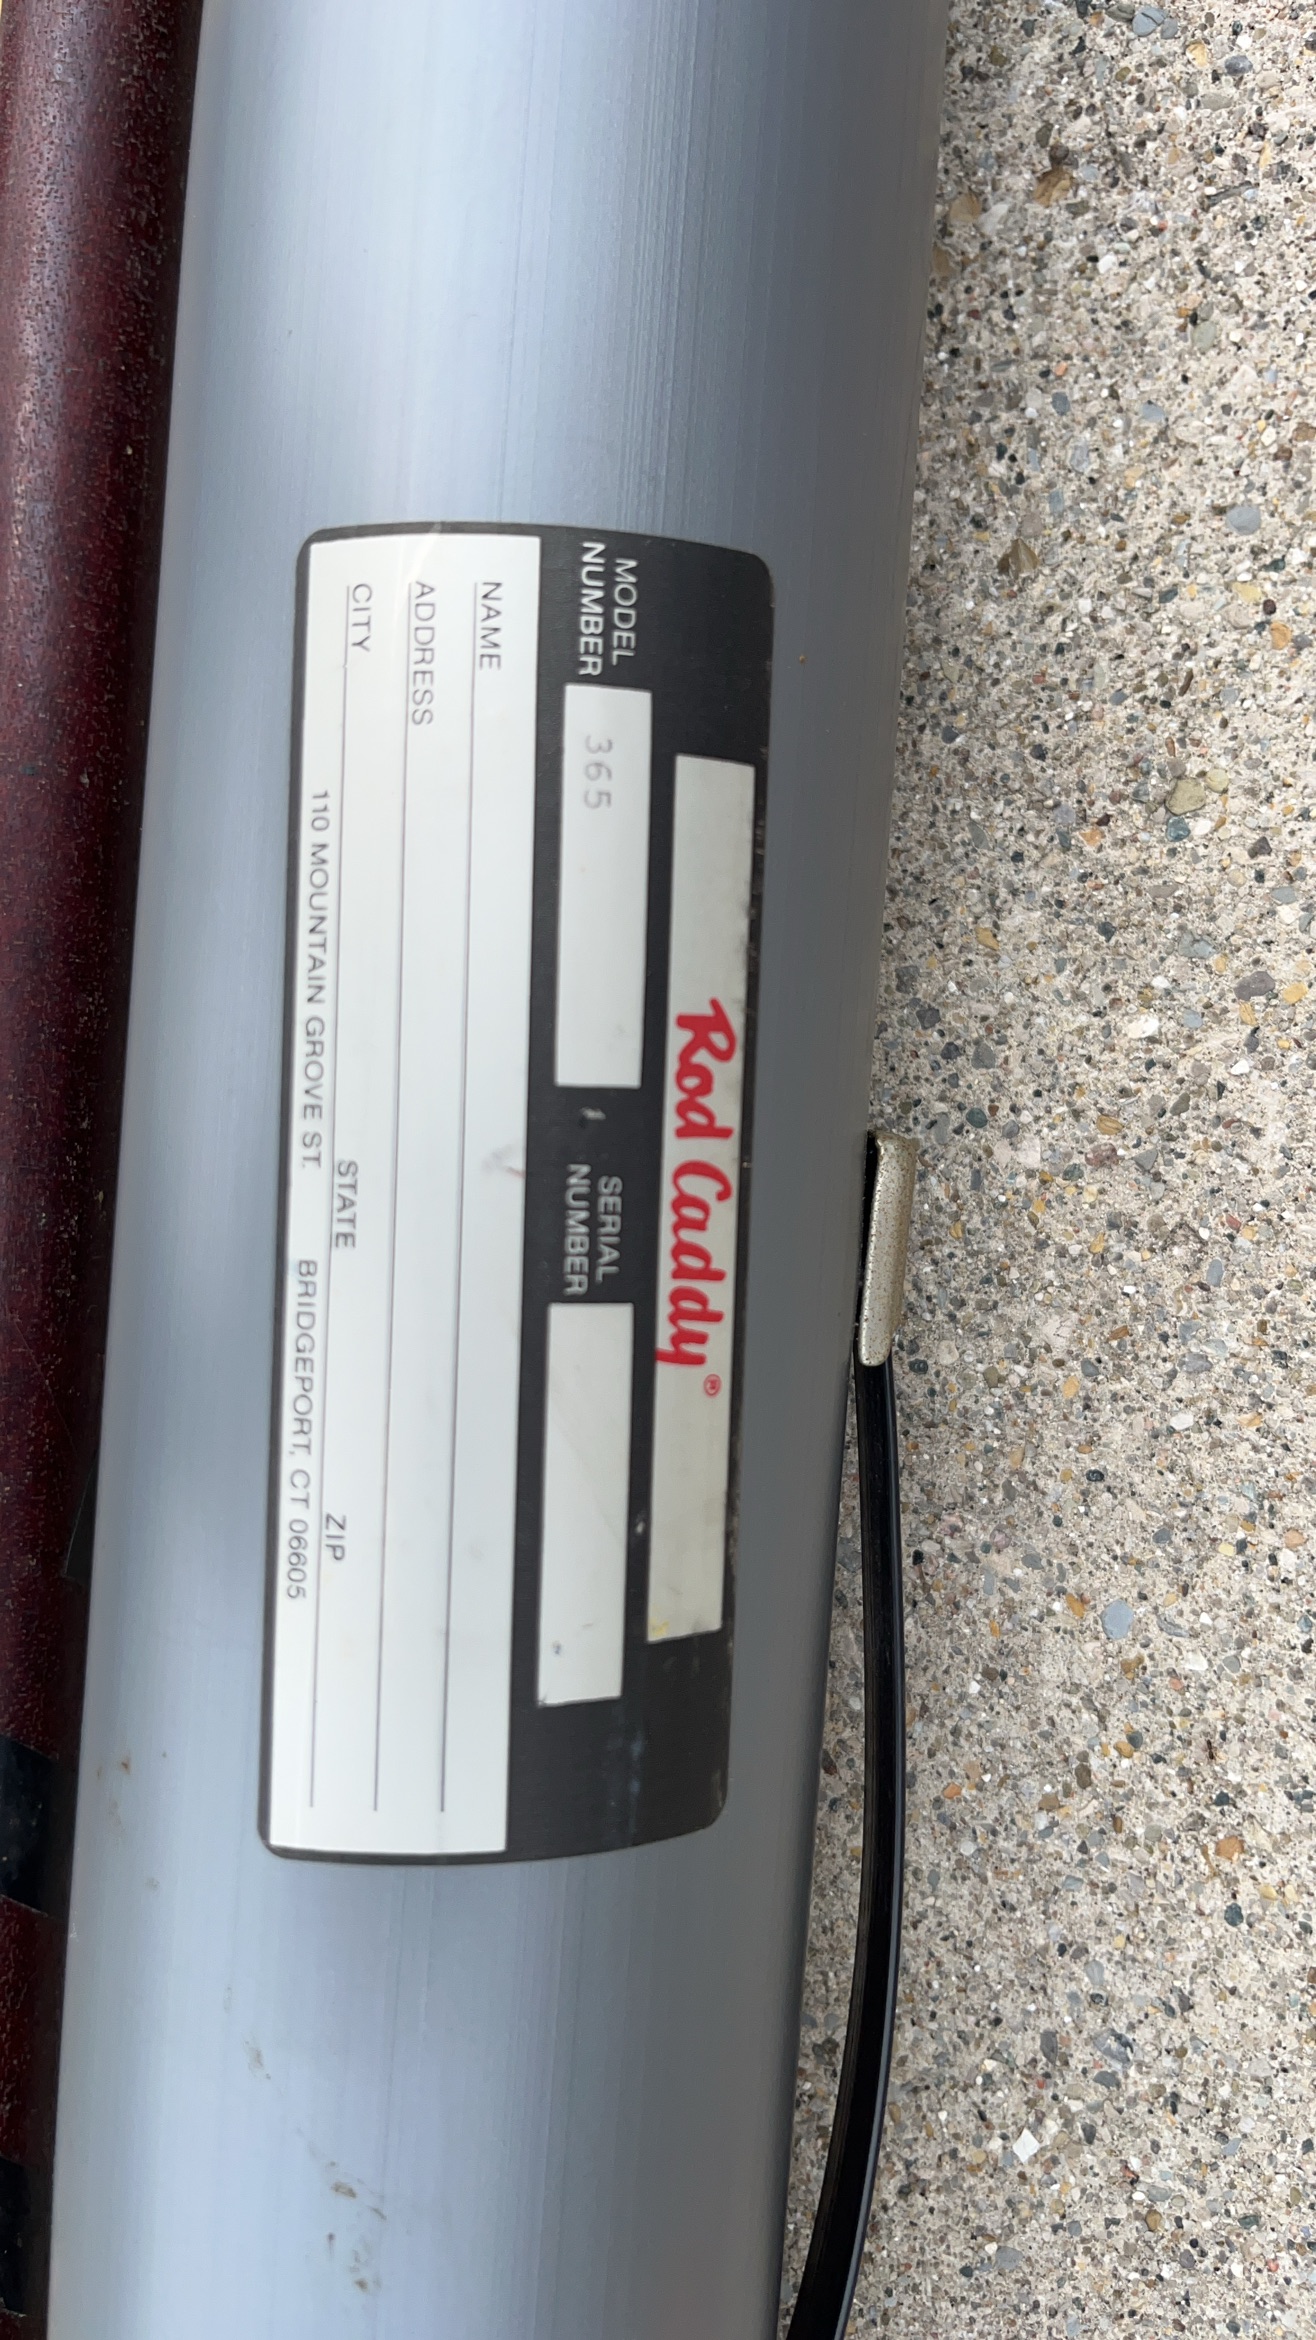 Rod Caddy®
MODEL NUMBER 365 SERIAL NUMBER
NAME
ADDRESS
CITY STATE ZIP
110 MOUNTAIN GROVE ST. BRIDGEPORT, CT 06605